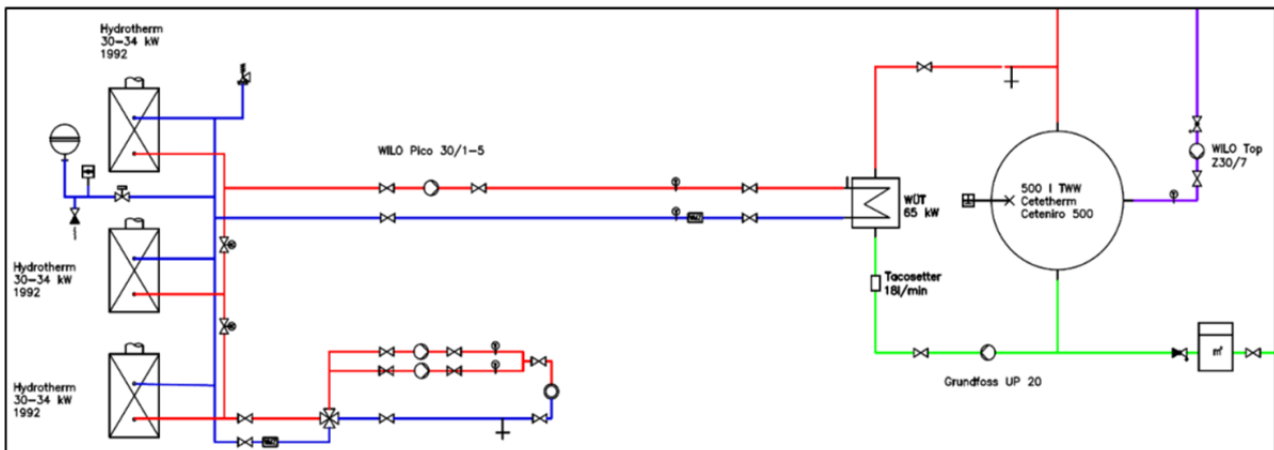 Hydrotherm
30-34 kW
1992
WILO Pico 30/1-5
WILO Top
Z30/7
500 l TWW
Cetetherm
Ceteniro 500
WÜT
65 kW
Hydrotherm
30-34 kW
1992
Tacosetter
18l/min
m³
Grundfoss UP 20
Hydrotherm
30-34 kW
1992